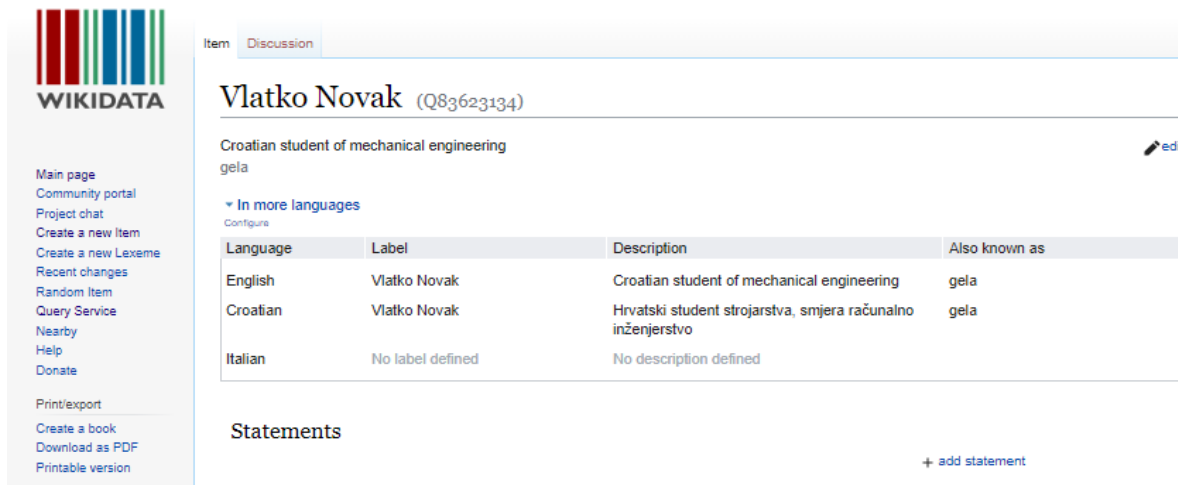 WIKIDATA
Main page
Community portal
Project chat
Create a new Item
Create a new Lexeme
Recent changes
Random Item
Query Service
Nearby
Help
Donate
Print/export
Create a book
Download as PDF
Printable version
Item Discussion
Vlatko Novak (Q83623134)
Croatian student of mechanical engineering
edi
gela
In more languages
Configure
Language Label Description Also known as
English Vlatko Novak Croatian student of mechanical engineering gela
Croatian Vlatko Novak Hrvatski student strojarstva, smjera računalno gela
inženjerstvo
Italian No label defined No description defined
Statements
+ add statement